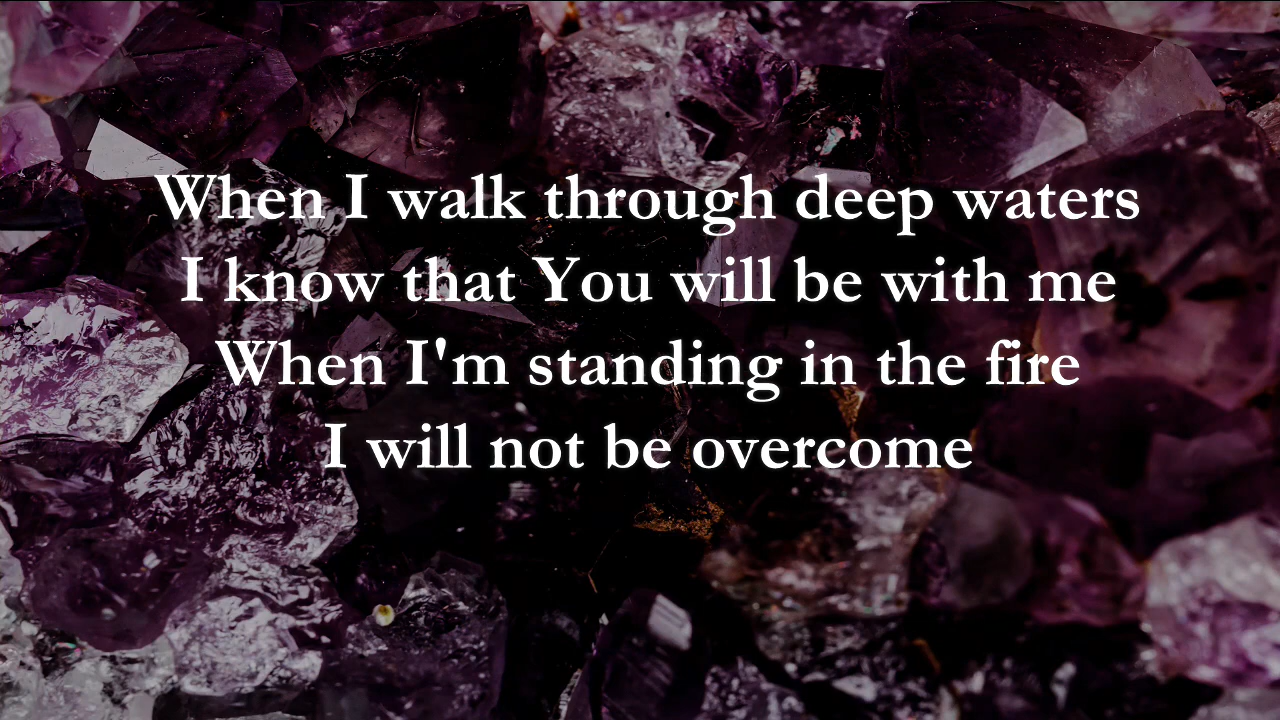 When I walk through deep waters
I know that You will be with me
When I'm standing in the fire
I will not be overcome